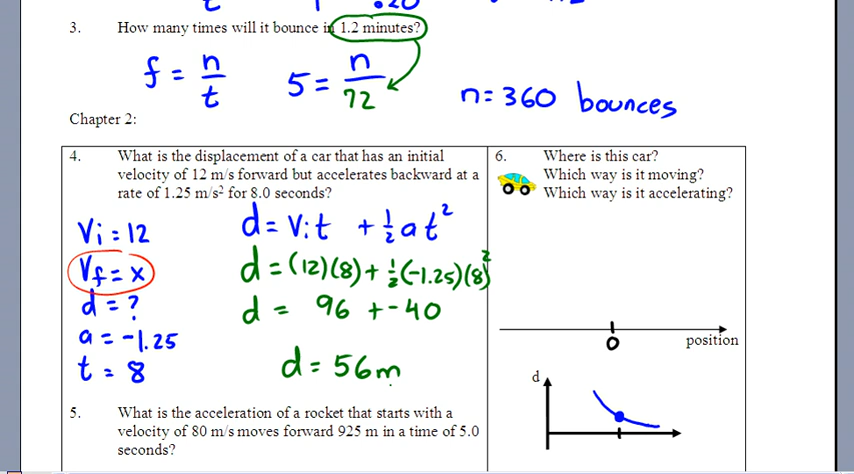 t 1 .20
3. How many times will it bounce in 1.2 minutes?
f = n/t 5 = n/72 n = 360 bounces
Chapter 2:
4. What is the displacement of a car that has an initial
velocity of 12 m/s forward but accelerates backward at a
rate of 1.25 m/s² for 8.0 seconds?
Vi = 12
Vf = x
d = ?
a = -1.25
t = 8
d = Vit + ½at²
d = (12)(8) + ½(-1.25)(8)²
d = 96 + -40
d = 56m
5. What is the acceleration of a rocket that starts with a
velocity of 80 m/s moves forward 925 m in a time of 5.0
seconds?
6. Where is this car?
Which way is it moving?
Which way is it accelerating?
0 position
d